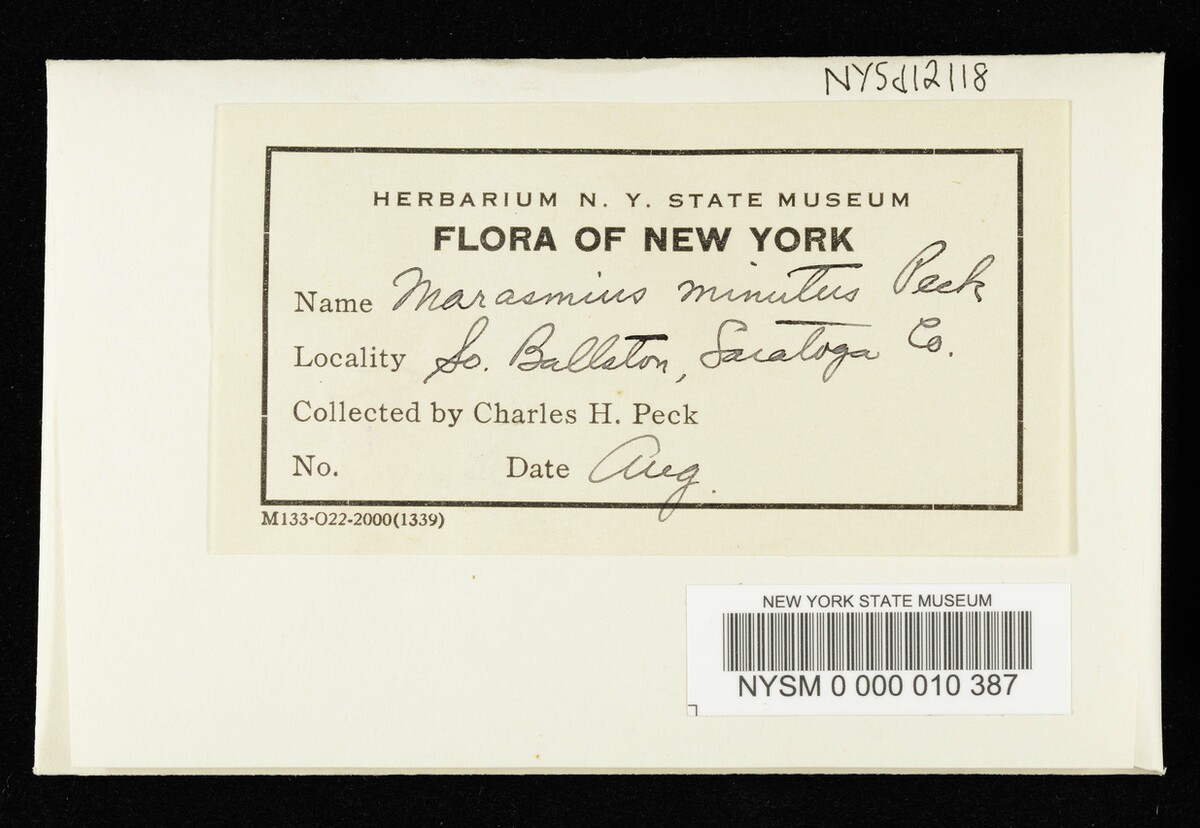 NYSd12118
HERBARIUM N. Y. STATE MUSEUM
FLORA OF NEW YORK
Name Marasmius minutus Peck
Locality So. Ballston, Saratoga Co.
Collected by Charles H. Peck
No. Date Aug.
M133-O22-2000(1339)
NEW YORK STATE MUSEUM
NYSM 0 000 010 387